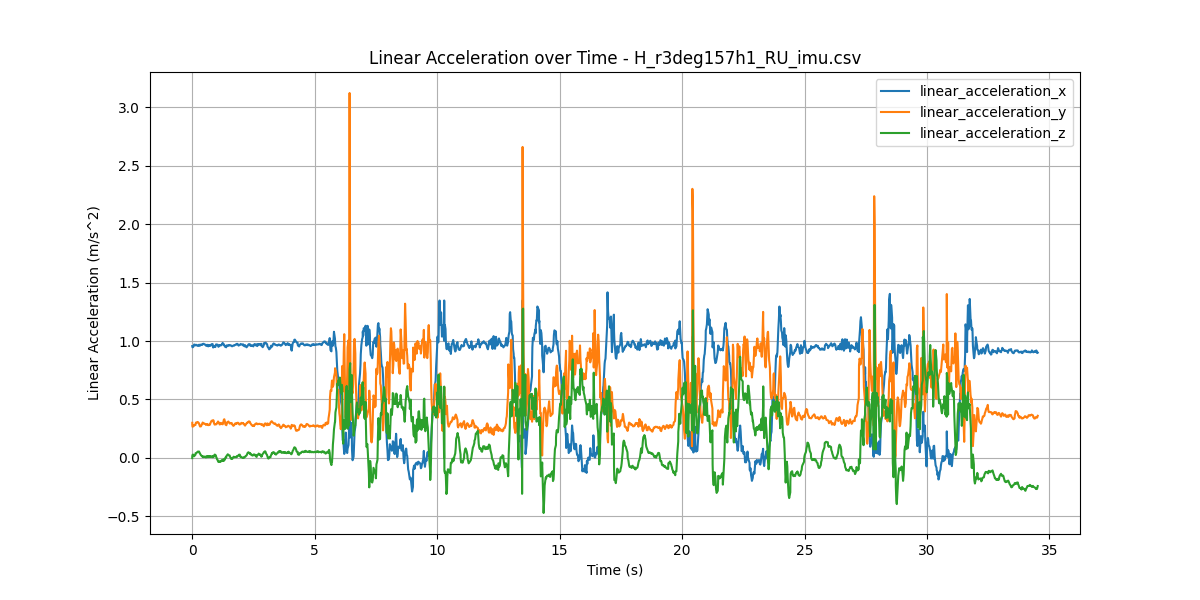 Linear Acceleration over Time - H_r3deg157h1_RU_imu.csv
linear_acceleration_x
linear_acceleration_y
linear_acceleration_z
Linear Acceleration (m/s^2)
3.0
2.5
2.0
1.5
1.0
0.5
0.0
−0.5
0 5 10 15 20 25 30 35
Time (s)